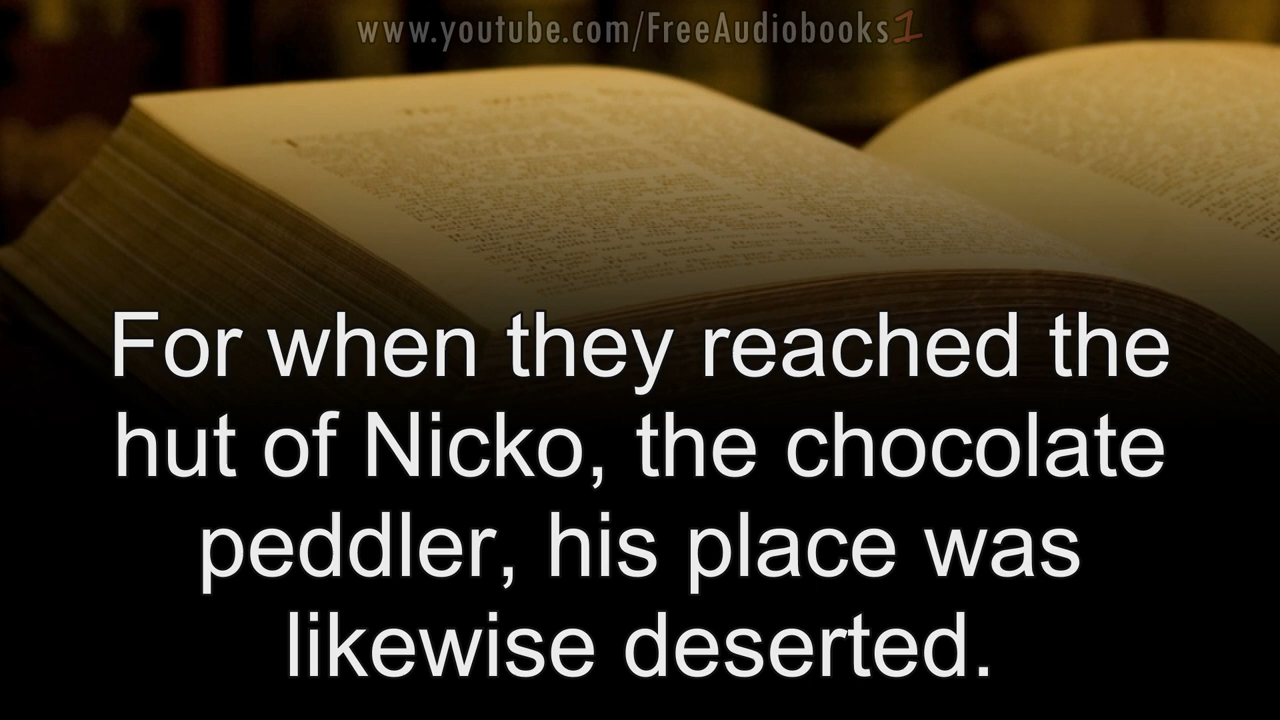 www.youtube.com/FreeAudiobooks1
For when they reached the
hut of Nicko, the chocolate
peddler, his place was
likewise deserted.